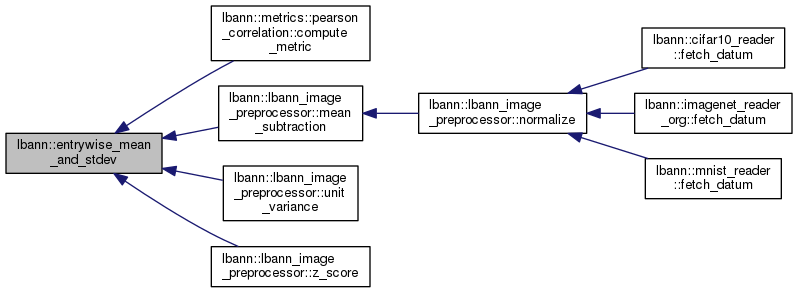 lbann::entrywise_mean
_and_stdev
lbann::metrics::pearson
_correlation::compute
_metric
lbann::lbann_image
_preprocessor::mean
_subtraction
lbann::lbann_image
_preprocessor::unit
_variance
lbann::lbann_image
_preprocessor::z_score
lbann::lbann_image
_preprocessor::normalize
lbann::cifar10_reader
::fetch_datum
lbann::imagenet_reader
_org::fetch_datum
lbann::mnist_reader
::fetch_datum